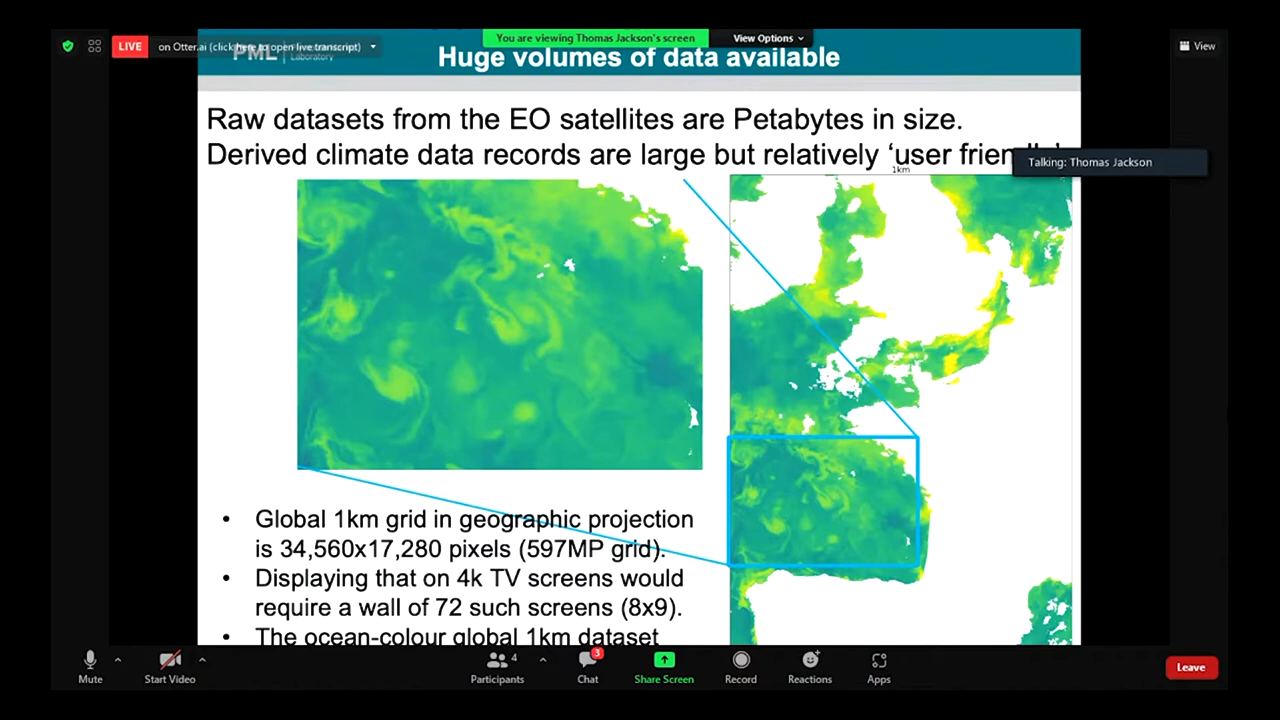 LIVE
on Otter.ai (click here to open live transcript)
You are viewing Thomas Jackson's screen
View Options
View
PML
Laboratory
Huge volumes of data available
Raw datasets from the EO satellites are Petabytes in size.
Derived climate data records are large but relatively ‘user
Talking: Thomas Jackson
1km
• Global 1km grid in geographic projection
is 34,560x17,280 pixels (597MP grid).
• Displaying that on 4k TV screens would
require a wall of 72 such screens (8x9).
• The ocean-colour global 1km dataset
Mute
Start Video
4
Participants
3
Chat
Share Screen
Record
Reactions
Apps
Leave